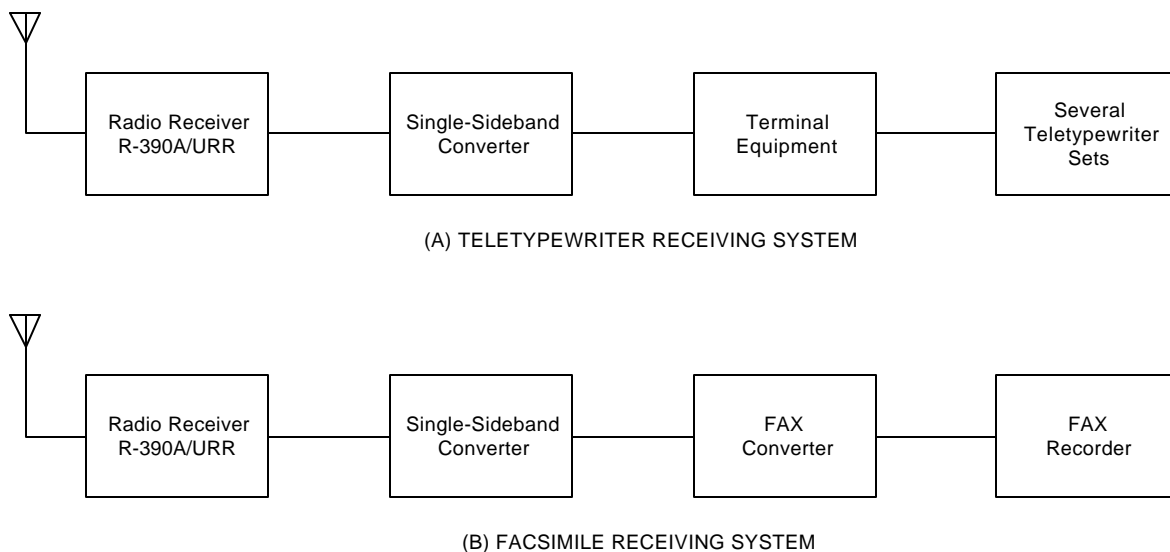 Radio Receiver
R-390A/URR
Single-Sideband
Converter
Terminal
Equipment
Several
Teletypewriter
Sets
(A) TELETYPEWRITER RECEIVING SYSTEM
Radio Receiver
R-390A/URR
Single-Sideband
Converter
FAX
Converter
FAX
Recorder
(B) FACSIMILE RECEIVING SYSTEM